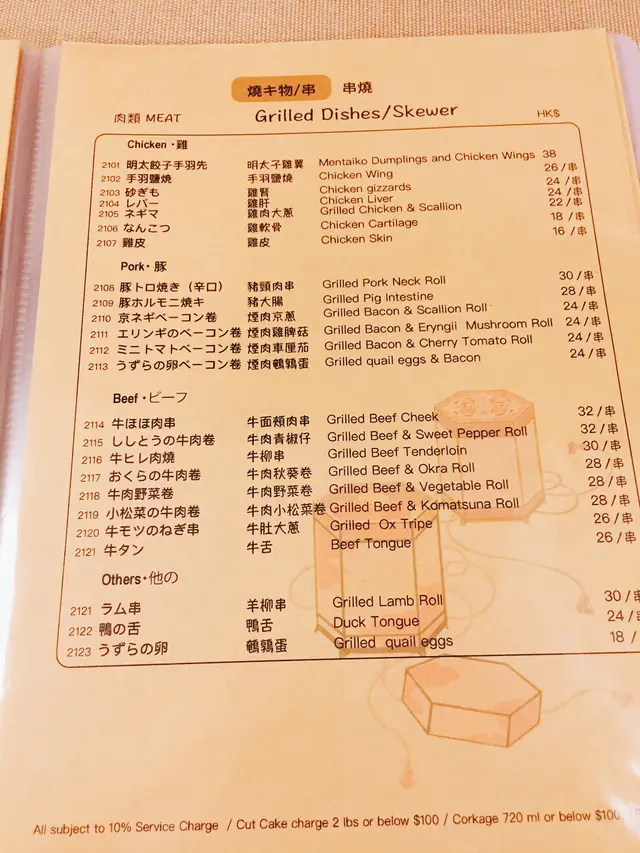 燒キ物/串 串燒
肉類 MEAT Grilled Dishes/Skewer HK$
Chicken・雞
2101 明太餃子手羽先 明太子雞翼 Mentaiko Dumplings and Chicken Wings 38
2102 手羽鹽燒 手羽鹽燒 Chicken Wing 26/串
2103 砂ぎも 雞腎 Chicken gizzards 24/串
2104 レバー 雞肝 Chicken Liver 24/串
2105 ネギマ 雞肉大蔥 Grilled Chicken & Scallion 22/串
2106 なんこつ 雞軟骨 Chicken Cartilage 18/串
2107 雞皮 雞皮 Chicken Skin 16/串
Pork・豚
2108 豚トロ焼き（辛口） 豬頸肉串 Grilled Pork Neck Roll 30/串
2109 豚ホルモニ燒キ 豬大腸 Grilled Pig Intestine 28/串
2110 京ネギベーコン卷 煙肉京蔥 Grilled Bacon & Scallion Roll 24/串
2111 エリンギのベーコン卷 煙肉雞脾菇 Grilled Bacon & Eryngii Mushroom Roll 24/串
2112 ミニトマトベーコン卷 煙肉車厘茄 Grilled Bacon & Cherry Tomato Roll 24/串
2113 うずらの卵ベーコン卷 煙肉鵪鶉蛋 Grilled quail eggs & Bacon 24/串
Beef・ビーフ
2114 牛ほほ肉串 牛面頰肉串 Grilled Beef Cheek 32/串
2115 ししとうの牛肉卷 牛肉青椒仔 Grilled Beef & Sweet Pepper Roll 32/串
2116 牛ヒレ肉燒 牛柳串 Grilled Beef Tenderloin 30/串
2117 おくらの牛肉卷 牛肉秋葵卷 Grilled Beef & Okra Roll 28/串
2118 牛肉野菜卷 牛肉野菜卷 Grilled Beef & Vegetable Roll 28/串
2119 小松菜の牛肉卷 牛肉小松菜卷 Grilled Beef & Komatsuna Roll 28/串
2120 牛モツのねぎ串 牛肚大蔥 Grilled Ox Tripe 26/串
2121 牛タン 牛舌 Beef Tongue 26/串
Others・他の
2121 ラム串 羊柳串 Grilled Lamb Roll 30/串
2122 鴨の舌 鴨舌 Duck Tongue 24/串
2123 うずらの卵 鵪鶉蛋 Grilled quail eggs 18/
All subject to 10% Service Charge / Cut Cake charge 2 lbs or below $100 / Corkage 720 ml or below $100